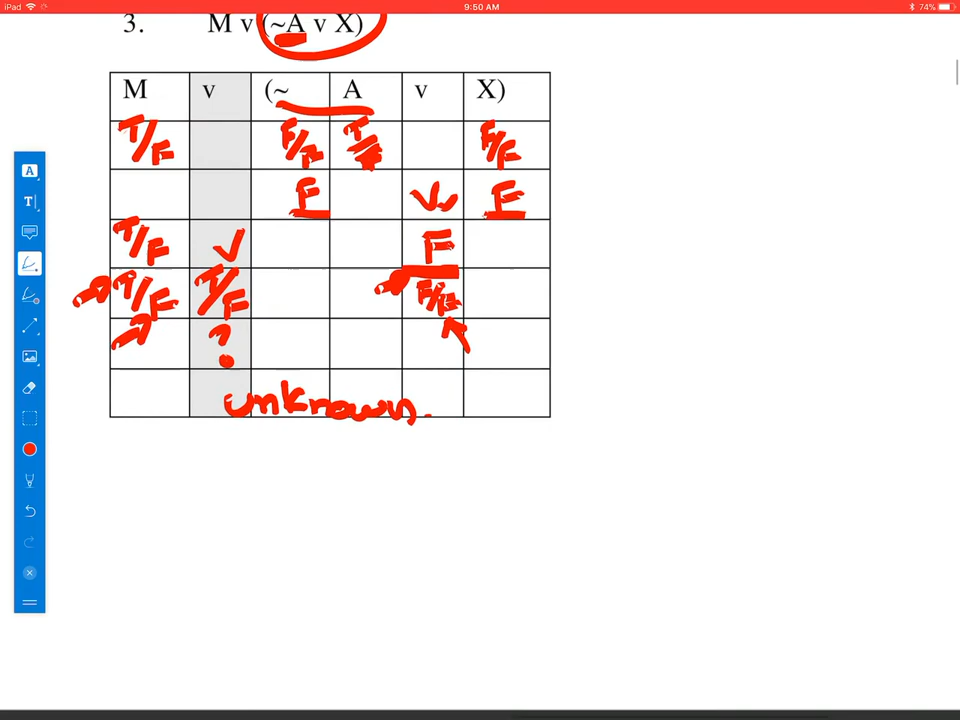 iPad 9:50 AM 74%
3. M v (~A v X)
M v (~ A v X)
T/F F/F T/ F/F
F v F
T/F v F
T/F T/F F/F
?
unknown.
A
T